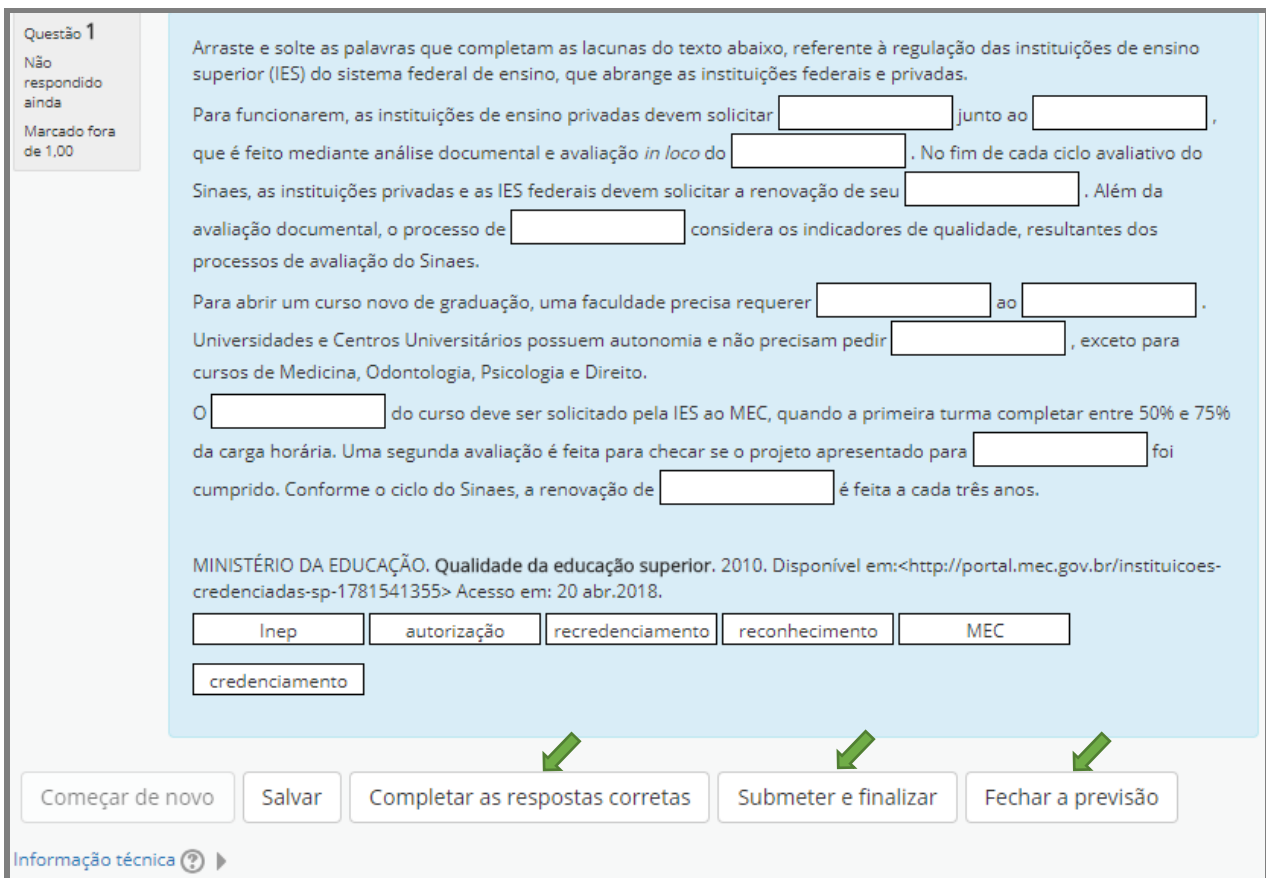 Questão 1
Não
respondido
ainda
Marcado fora
de 1,00
Arraste e solte as palavras que completam as lacunas do texto abaixo, referente à regulação das instituições de ensino
superior (IES) do sistema federal de ensino, que abrange as instituições federais e privadas.
Para funcionarem, as instituições de ensino privadas devem solicitar junto ao ,
que é feito mediante análise documental e avaliação in loco do . No fim de cada ciclo avaliativo do
Sinaes, as instituições privadas e as IES federais devem solicitar a renovação de seu . Além da
avaliação documental, o processo de considera os indicadores de qualidade, resultantes dos
processos de avaliação do Sinaes.
Para abrir um curso novo de graduação, uma faculdade precisa requerer ao .
Universidades e Centros Universitários possuem autonomia e não precisam pedir , exceto para
cursos de Medicina, Odontologia, Psicologia e Direito.
O do curso deve ser solicitado pela IES ao MEC, quando a primeira turma completar entre 50% e 75%
da carga horária. Uma segunda avaliação é feita para checar se o projeto apresentado para foi
cumprido. Conforme o ciclo do Sinaes, a renovação de é feita a cada três anos.
MINISTÉRIO DA EDUCAÇÃO. Qualidade da educação superior. 2010. Disponível em:<http://portal.mec.gov.br/instituicoes-
credenciadas-sp-1781541355> Acesso em: 20 abr.2018.
Inep autorização recredenciamento reconhecimento MEC
credenciamento
Começar de novo Salvar Completar as respostas corretas Submeter e finalizar Fechar a previsão
Informação técnica ?